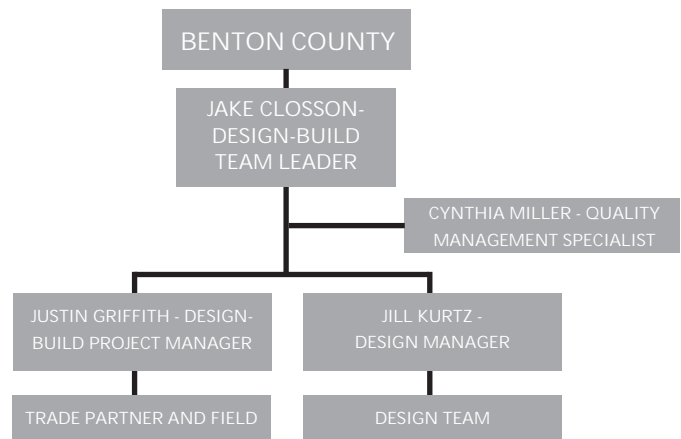 BENTON COUNTY
JAKE CLOSSON-
DESIGN-BUILD
TEAM LEADER
CYNTHIA MILLER - QUALITY
MANAGEMENT SPECIALIST
JUSTIN GRIFFITH - DESIGN-
BUILD PROJECT MANAGER
JILL KURTZ -
DESIGN MANAGER
TRADE PARTNER AND FIELD
DESIGN TEAM